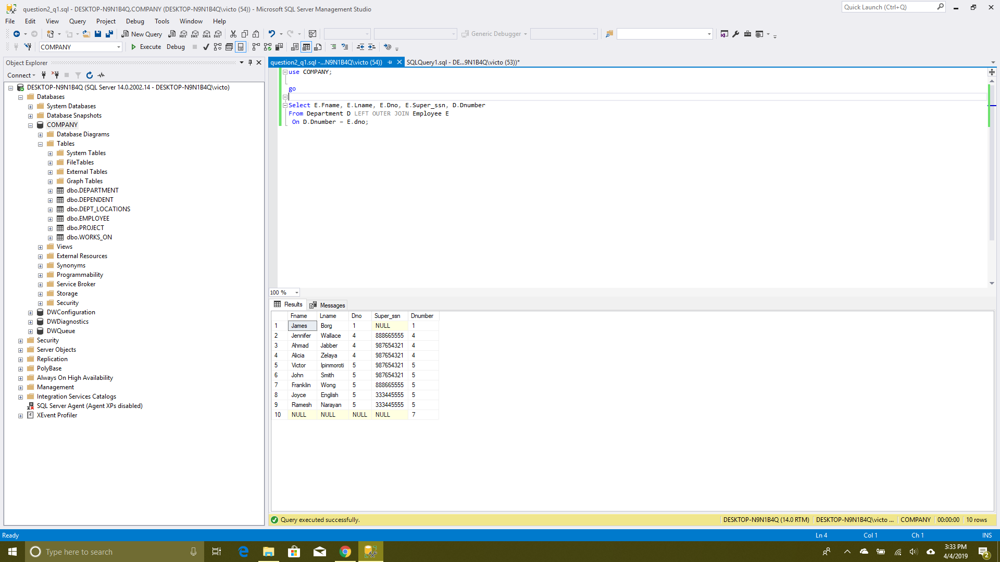 question2_q1.sql - DESKTOP-N9N1B4Q.COMPANY (DESKTOP-N9N1B4Q\victo (54)) - Microsoft SQL Server Management Studio
Quick Launch (Ctrl+Q)
File Edit View Query Project Debug Tools Window Help
New Query MDX DMX XMLA DAX Generic Debugger
COMPANY Execute Debug
Object Explorer
question2_q1.sql -...N9N1B4Q\victo (54)) SQLQuery1.sql - DE...9N1B4Q\victo (53))*
Connect
DESKTOP-N9N1B4Q (SQL Server 14.0.2002.14 - DESKTOP-N9N1B4Q\victo)
Databases
System Databases
Database Snapshots
COMPANY
Database Diagrams
Tables
System Tables
FileTables
External Tables
Graph Tables
dbo.DEPARTMENT
dbo.DEPENDENT
dbo.DEPT_LOCATIONS
dbo.EMPLOYEE
dbo.PROJECT
dbo.WORKS_ON
Views
External Resources
Synonyms
Programmability
Service Broker
Storage
Security
DWConfiguration
DWDiagnostics
DWQueue
Security
Server Objects
Replication
PolyBase
Always On High Availability
Management
Integration Services Catalogs
SQL Server Agent (Agent XPs disabled)
XEvent Profiler
use COMPANY;
go
Select E.Fname, E.Lname, E.Dno, E.Super_ssn, D.Dnumber
From Department D LEFT OUTER JOIN Employee E
On D.Dnumber = E.dno;
100 %
Results Messages
Fname Lname Dno Super_ssn Dnumber
1 James Borg 1 NULL 1
2 Jennifer Wallace 4 888665555 4
3 Ahmad Jabber 4 987654321 4
4 Alicia Zelaya 4 987654321 4
5 Victor Ipinmoroti 5 987654321 5
6 John Smith 5 987654321 5
7 Franklin Wong 5 888665555 5
8 Joyce English 5 333445555 5
9 Ramesh Narayan 5 333445555 5
10 NULL NULL NULL NULL 7
Query executed successfully. DESKTOP-N9N1B4Q (14.0 RTM) DESKTOP-N9N1B4Q\victo ... COMPANY 00:00:00 10 rows
Ready Ln 4 Col 1 Ch 1 INS
Type here to search
3:33 PM
4/4/2019
2